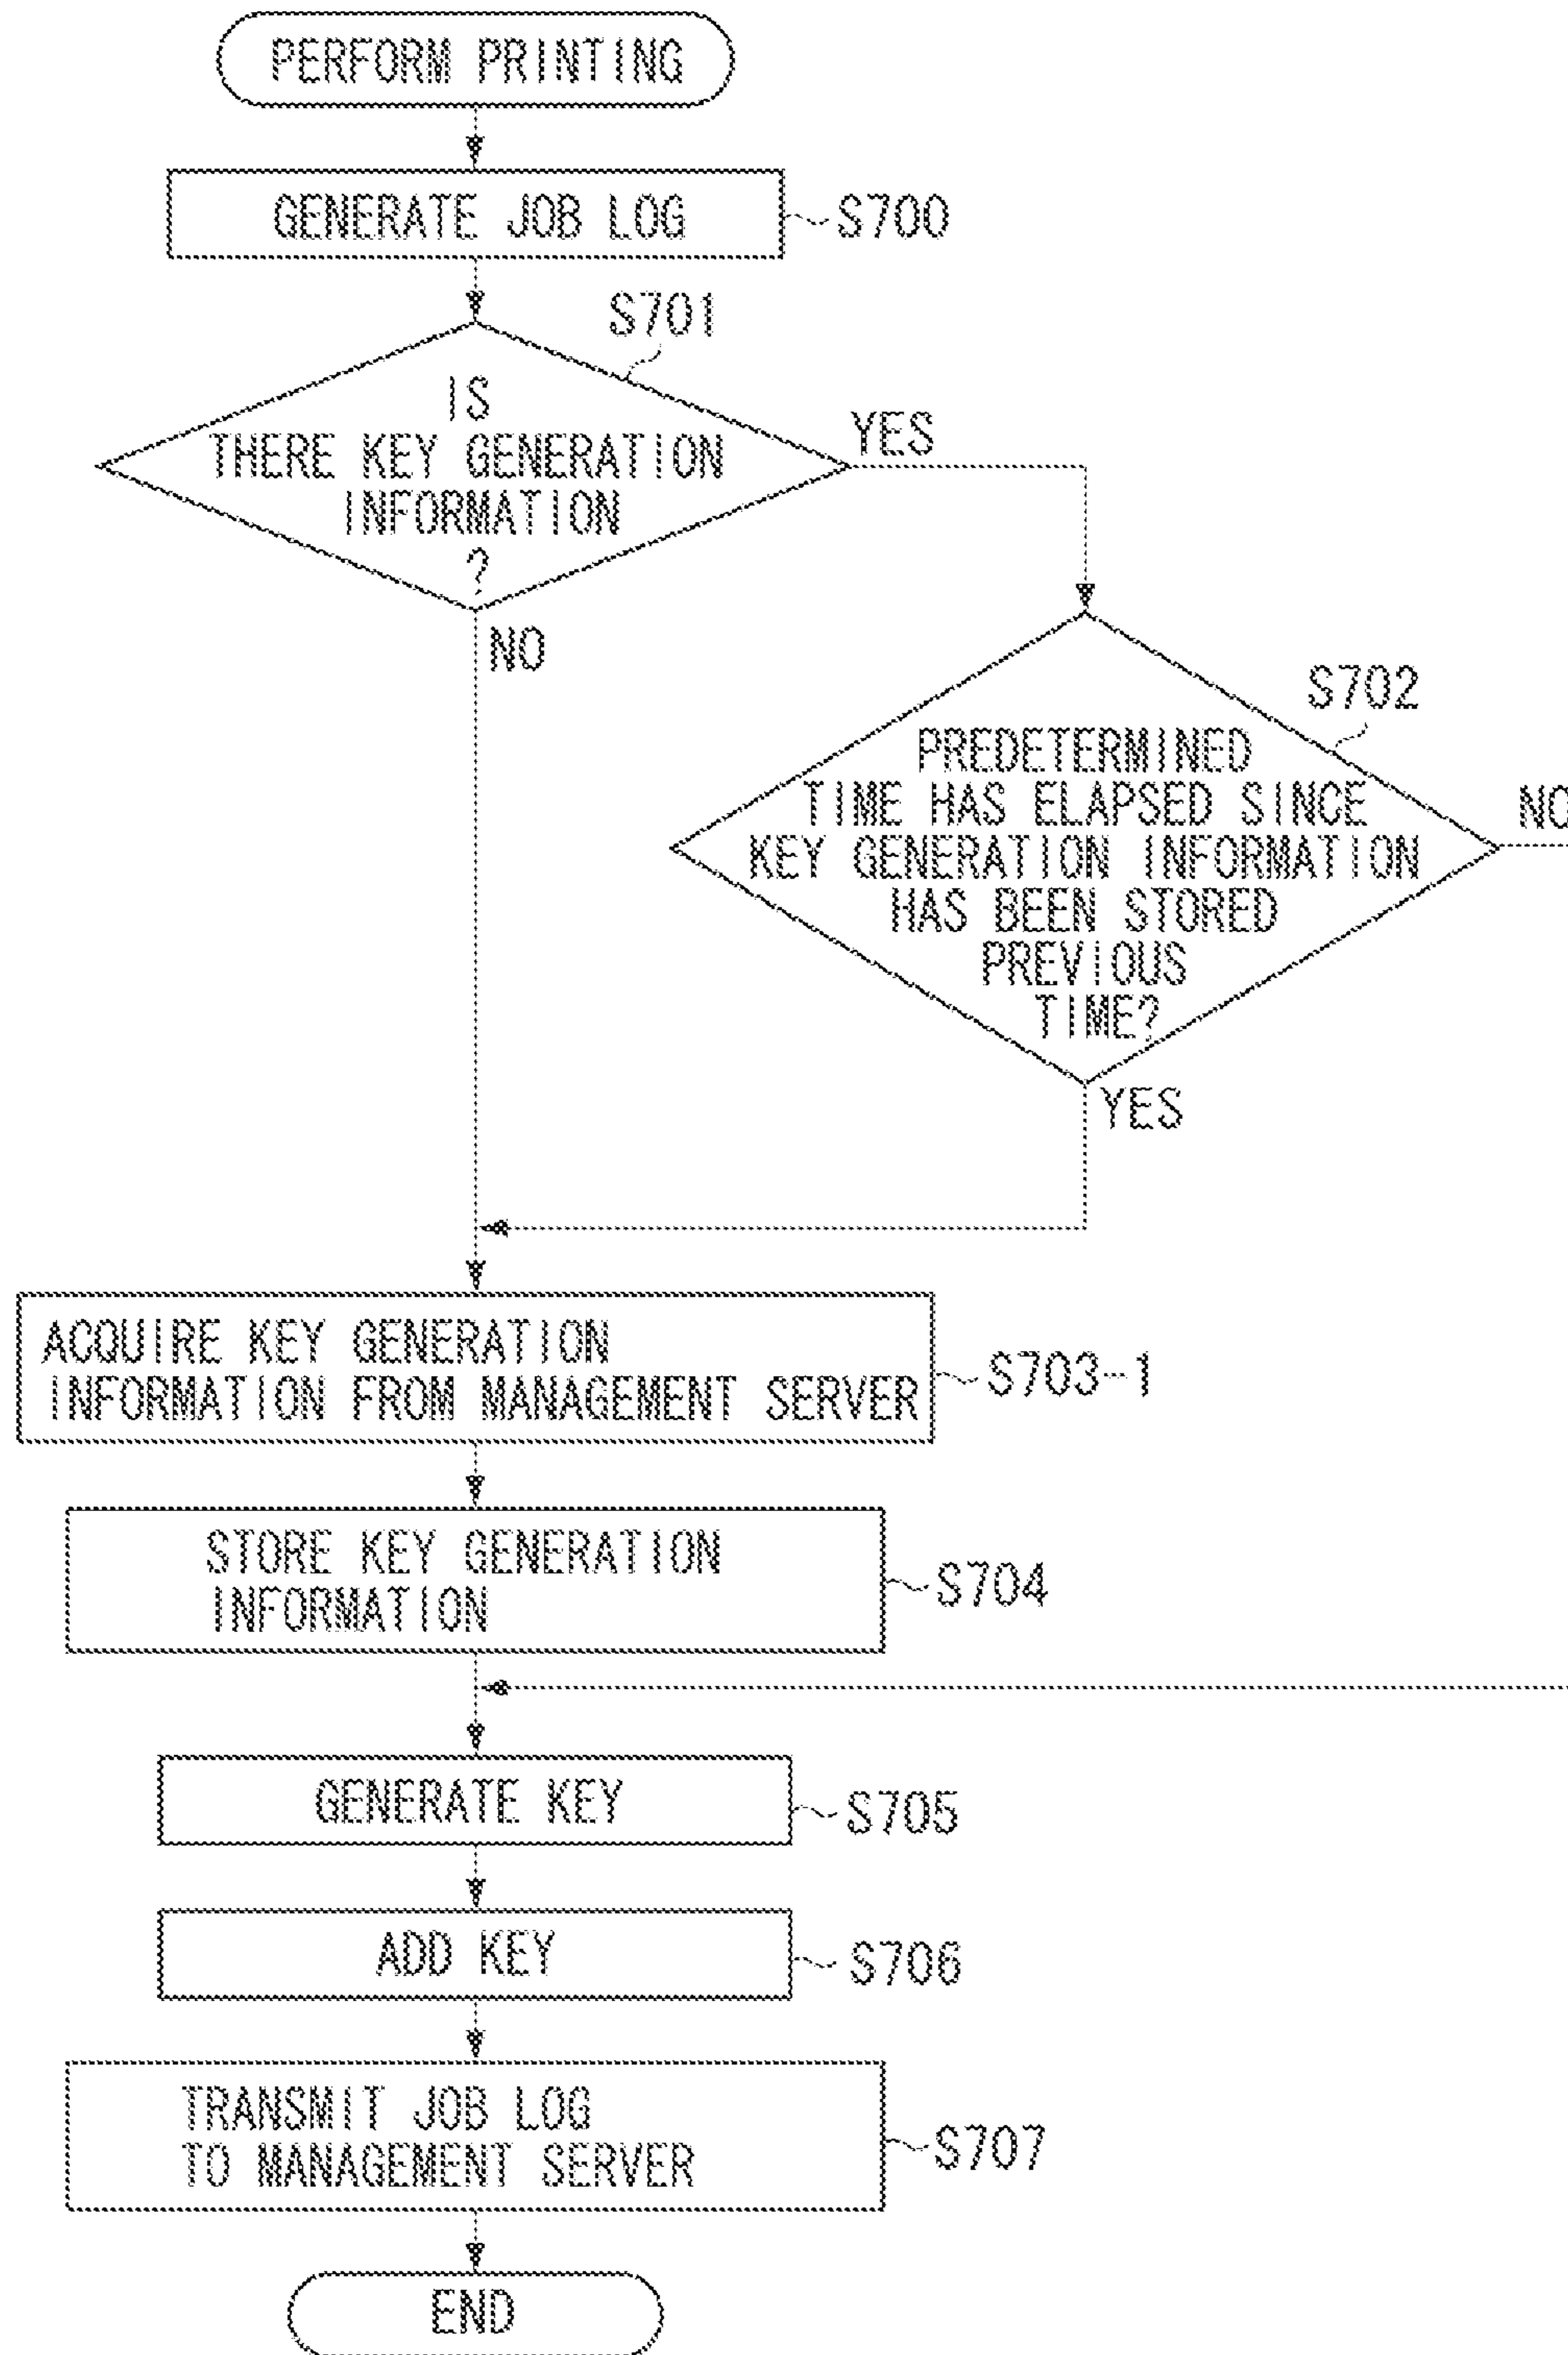 PERFORM PRINTING
GENERATE JOB LOG
S700
S701
IS
THERE KEY GENERATION
INFORMATION
?
YES
NO
S702
PREDETERMINED
TIME HAS ELAPSED SINCE
KEY GENERATION INFORMATION
HAS BEEN STORED
PREVIOUS
TIME?
NO
YES
ACQUIRE KEY GENERATION
INFORMATION FROM MANAGEMENT SERVER
S703-1
STORE KEY GENERATION
INFORMATION
S704
GENERATE KEY
S705
ADD KEY
S706
TRANSMIT JOB LOG
TO MANAGEMENT SERVER
S707
END